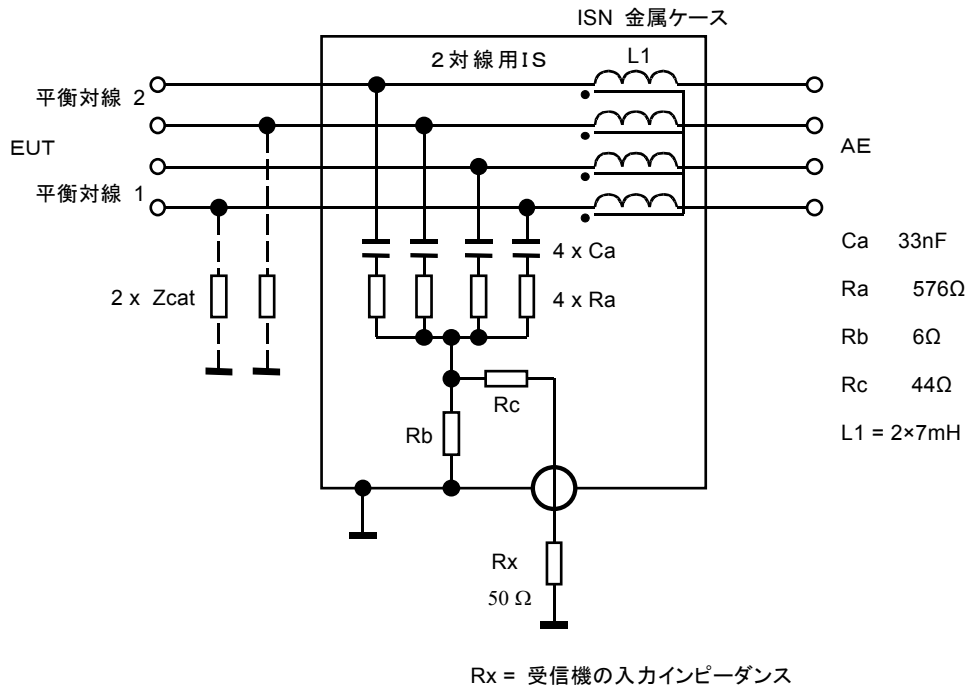 ISN 金属ケース
2対線用IS
L1
平衡対線 2
EUT
AE
平衡対線 1
4 x Ca
2 x Zcat
4 x Ra
Rc
Rb
Ca 33nF
Ra 576Ω
Rb 6Ω
Rc 44Ω
L1 = 2×7mH
Rx
50 Ω
Rx = 受信機の入力インピーダンス